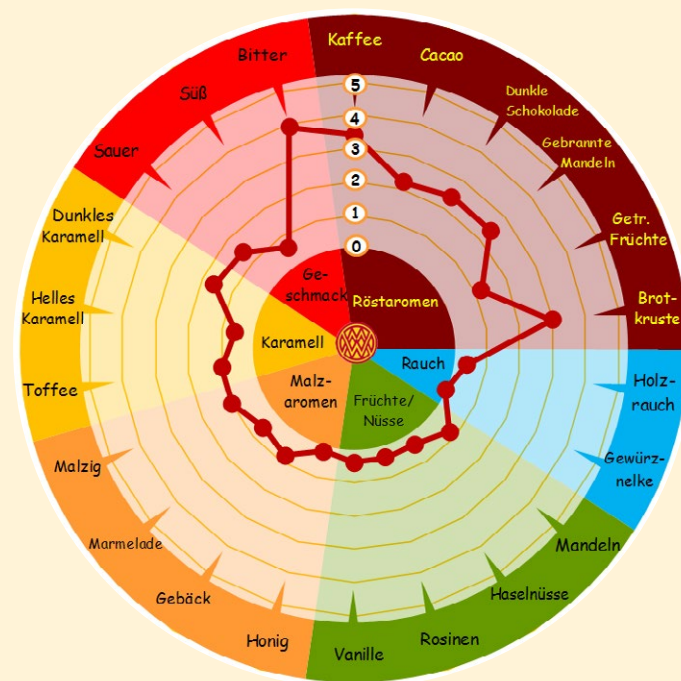 Kaffee
Cacao
Dunkle
Schokolade
Gebrannte
Mandeln
Getr.
Früchte
Brot-
kruste
Holz-
rauch
Gewürz-
nelke
Mandeln
Haselnüsse
Rosinen
Vanille
Honig
Gebäck
Marmelade
Malzig
Toffee
Helles
Karamell
Dunkles
Karamell
Sauer
Süß
Bitter
5
4
3
2
1
0
Ge-
schmack
Röstaromen
Karamell
Rauch
Malz-
aromen
Früchte/
Nüsse